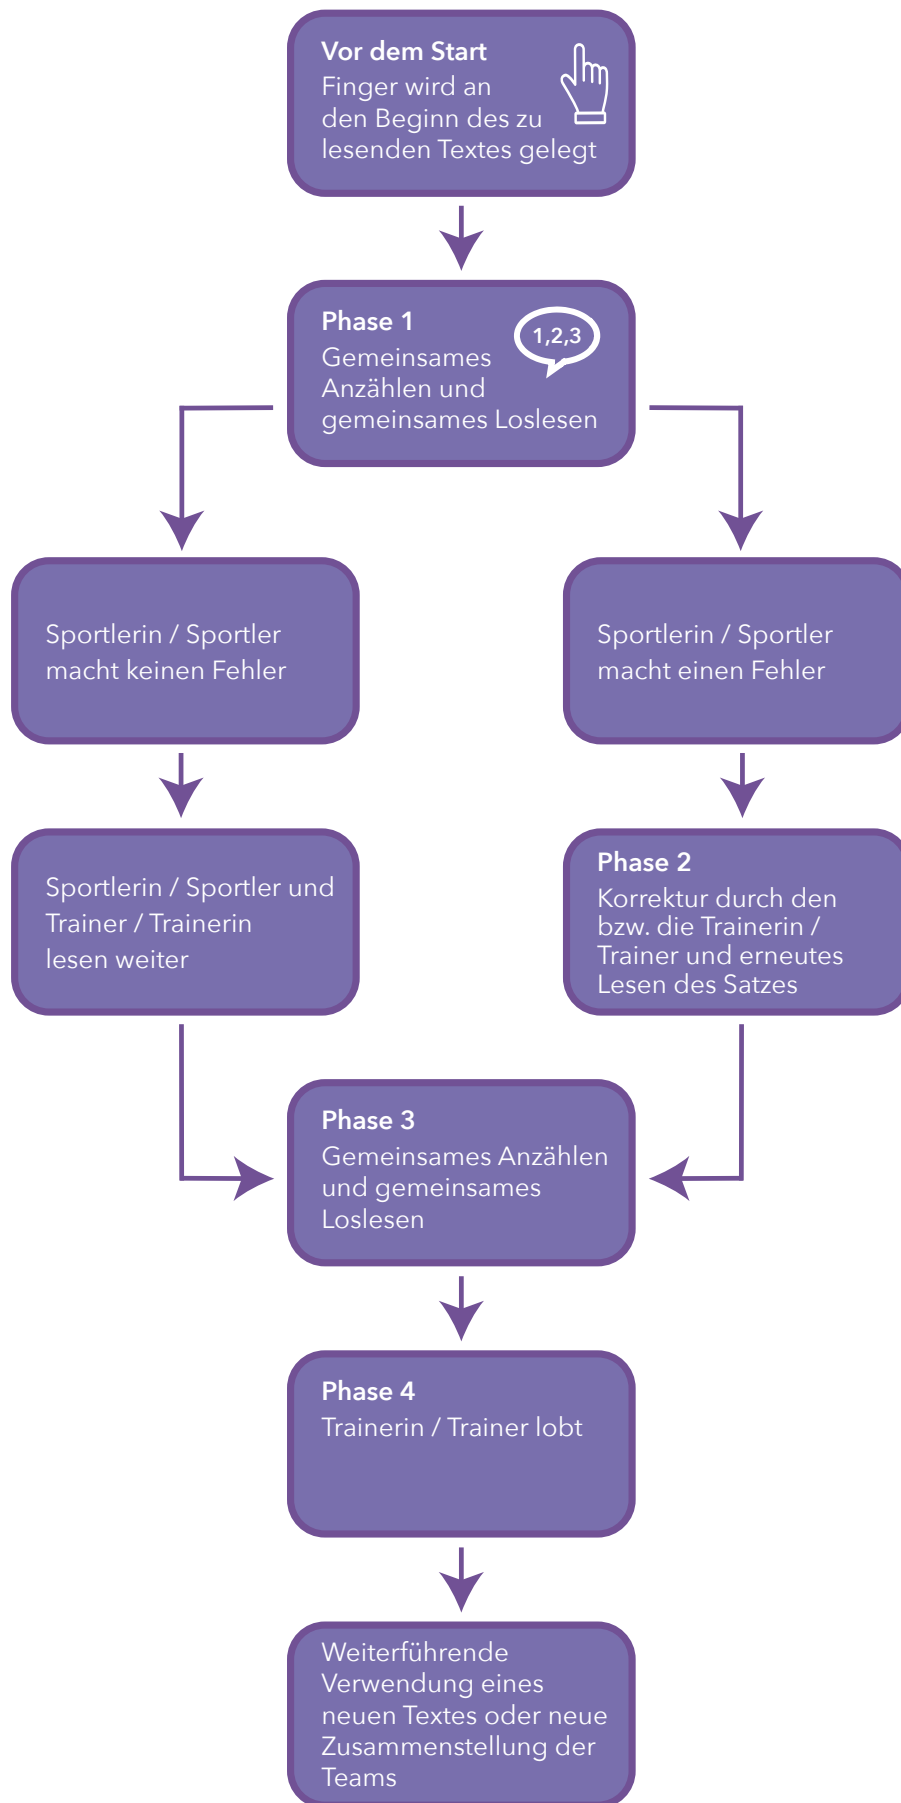 Vor dem Start
Finger wird an
den Beginn des zu
lesenden Textes gelegt
Phase 1
1,2,3
Gemeinsames
Anzählen und
gemeinsames Loslesen
Sportlerin / Sportler
macht keinen Fehler
Sportlerin / Sportler
macht einen Fehler
Sportlerin / Sportler und
Trainer / Trainerin
lesen weiter
Phase 2
Korrektur durch den
bzw. die Trainerin /
Trainer und erneutes
Lesen des Satzes
Phase 3
Gemeinsames Anzählen
und gemeinsames
Loslesen
Phase 4
Trainerin / Trainer lobt
Weiterführende
Verwendung eines
neuen Textes oder neue
Zusammenstellung der
Teams